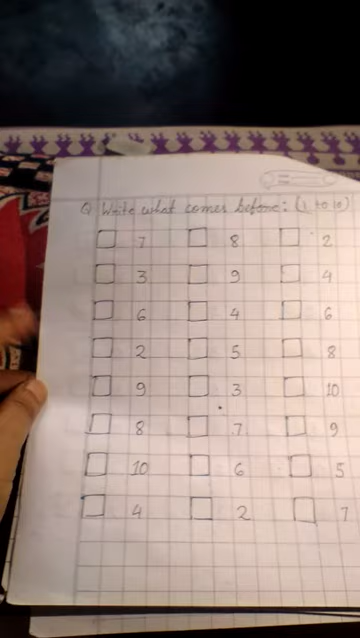 Q Write what comes before: (1 to 10)
7 8 2
3 9 4
6 4 6
2 5 8
9 3 10
8 7 9
10 6 5
4 2 7